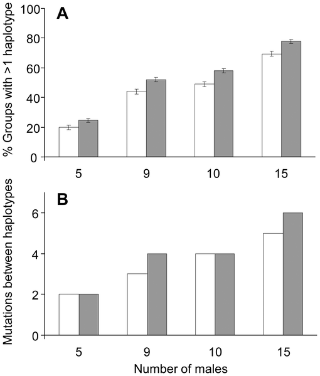 A
% Groups with >1 haplotype
100
80
60
40
20
0
5 9 10 15
B
Mutations between haplotypes
6
4
2
0
5 9 10 15
Number of males